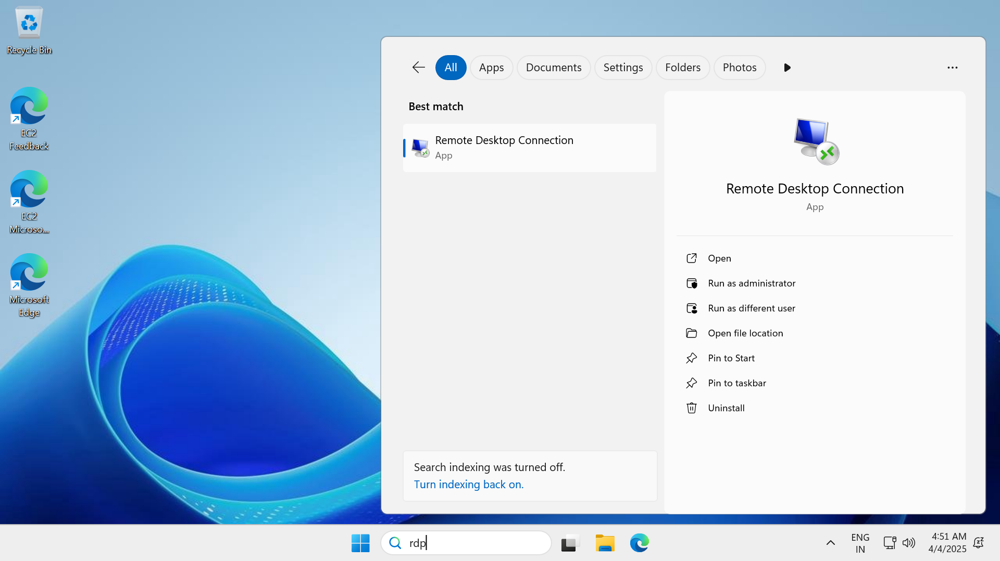 Recycle Bin
EC2
Feedback
EC2
Microso...
Microsoft
Edge
All
Apps
Documents
Settings
Folders
Photos
Best match
Remote Desktop Connection
App
Search indexing was turned off.
Turn indexing back on.
Remote Desktop Connection
App
Open
Run as administrator
Run as different user
Open file location
Pin to Start
Pin to taskbar
Uninstall
rdp
ENG
IN
4:51 AM
4/4/2025